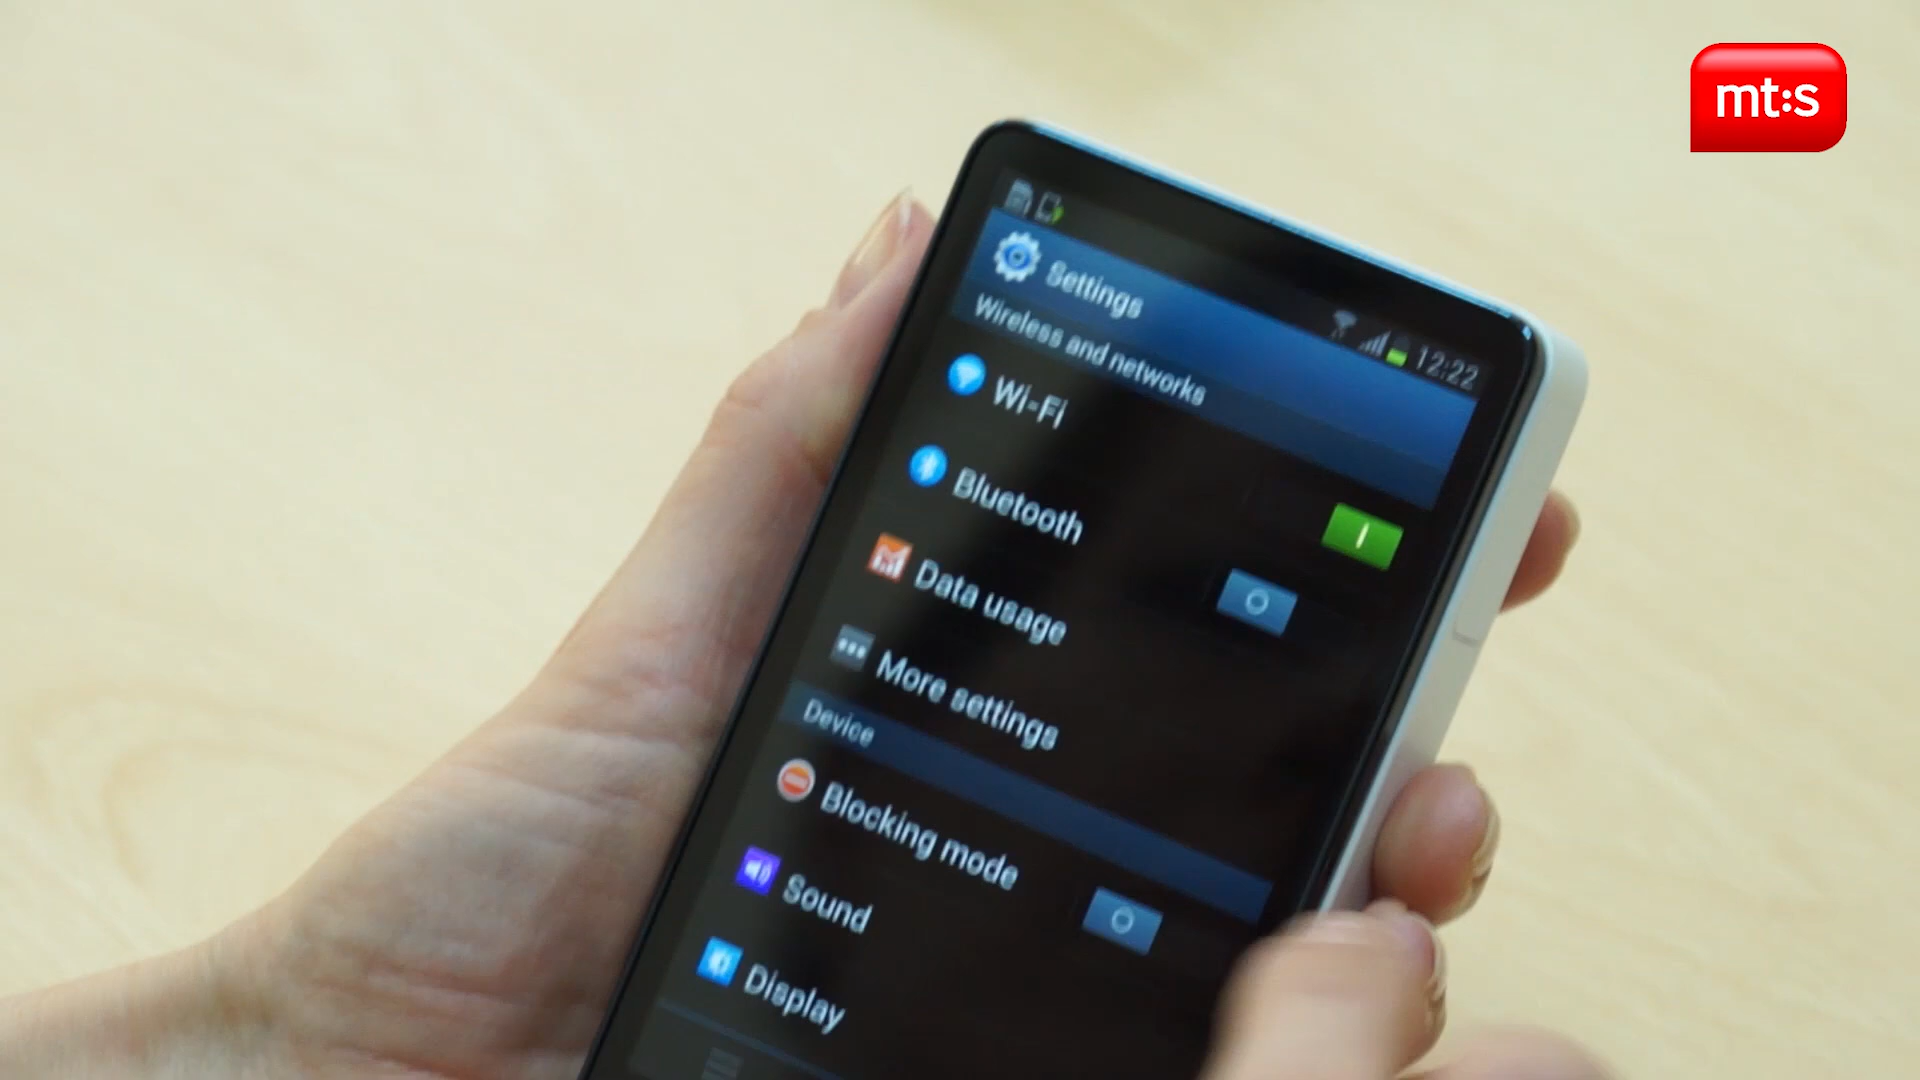 mt:s
12:22
Settings
Wireless and networks
Wi-Fi
Bluetooth
Data usage
More settings
Device
Blocking mode
Sound
Display